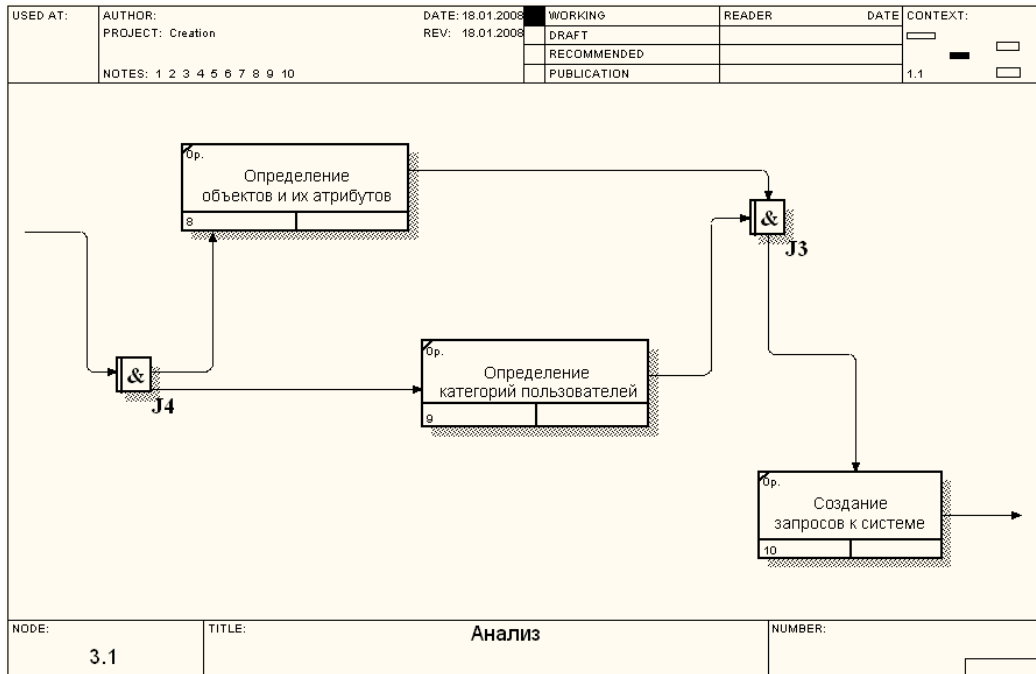 USED AT:
AUTHOR:
DATE: 18.01.2008
WORKING
READER
DATE
CONTEXT:
PROJECT: Creation
REV: 18.01.2008
DRAFT
RECOMMENDED
NOTES: 1 2 3 4 5 6 7 8 9 10
PUBLICATION
1.1
0р.
Определение
объектов и их атрибутов
8
&
J3
0р.
Определение
категорий пользователей
9
&
J4
0р.
Создание
запросов к системе
10
NODE:
3.1
TITLE:
Анализ
NUMBER: